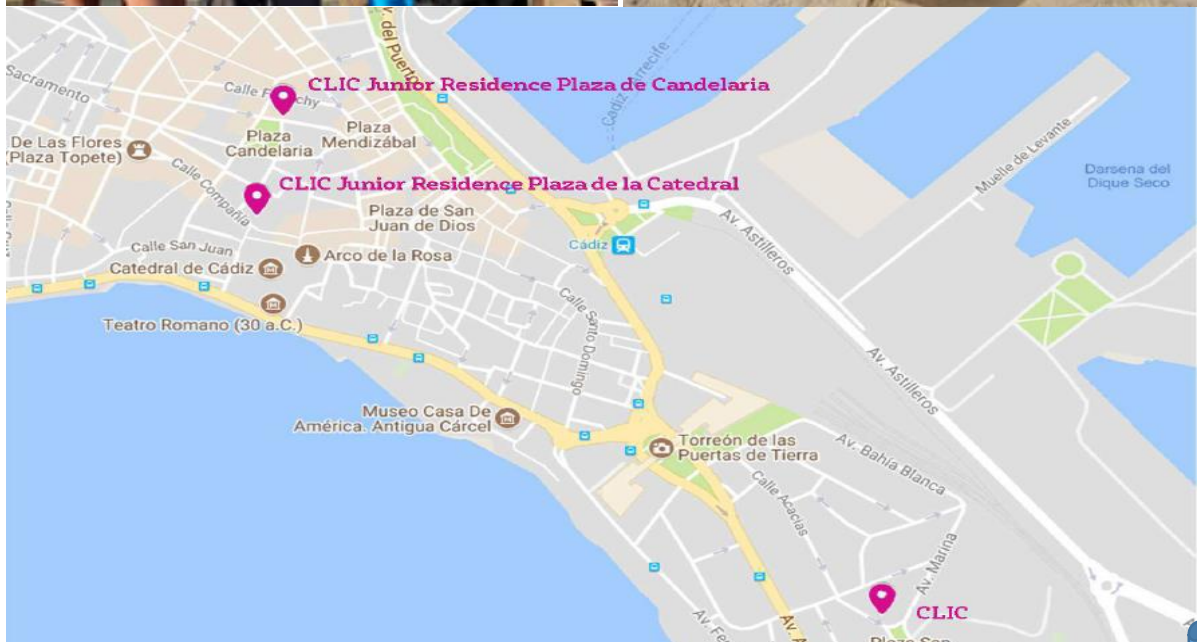 Av. del Puerto
Sacramento
CLIC Junior Residence Plaza de Candelaria
Plaza
Candelaria
Plaza
Mendizábal
De Las Flores
(Plaza Topete)
Calle Compañía
CLIC Junior Residence Plaza de la Catedral
Plaza de San
Juan de Dios
Calle San Juan
Arco de la Rosa
Catedral de Cádiz
Teatro Romano (30 a.C.)
Cádiz
Muelle de Levante
Darsena del
Dique Seco
Av. Astilleros
Calle Santo Domingo
Av. Astilleros
Museo Casa De
América. Antigua Cárcel
Torreón de las
Puertas de Tierra
Av. Bahía Blanca
Calle Acacias
Av. Marina
CLIC